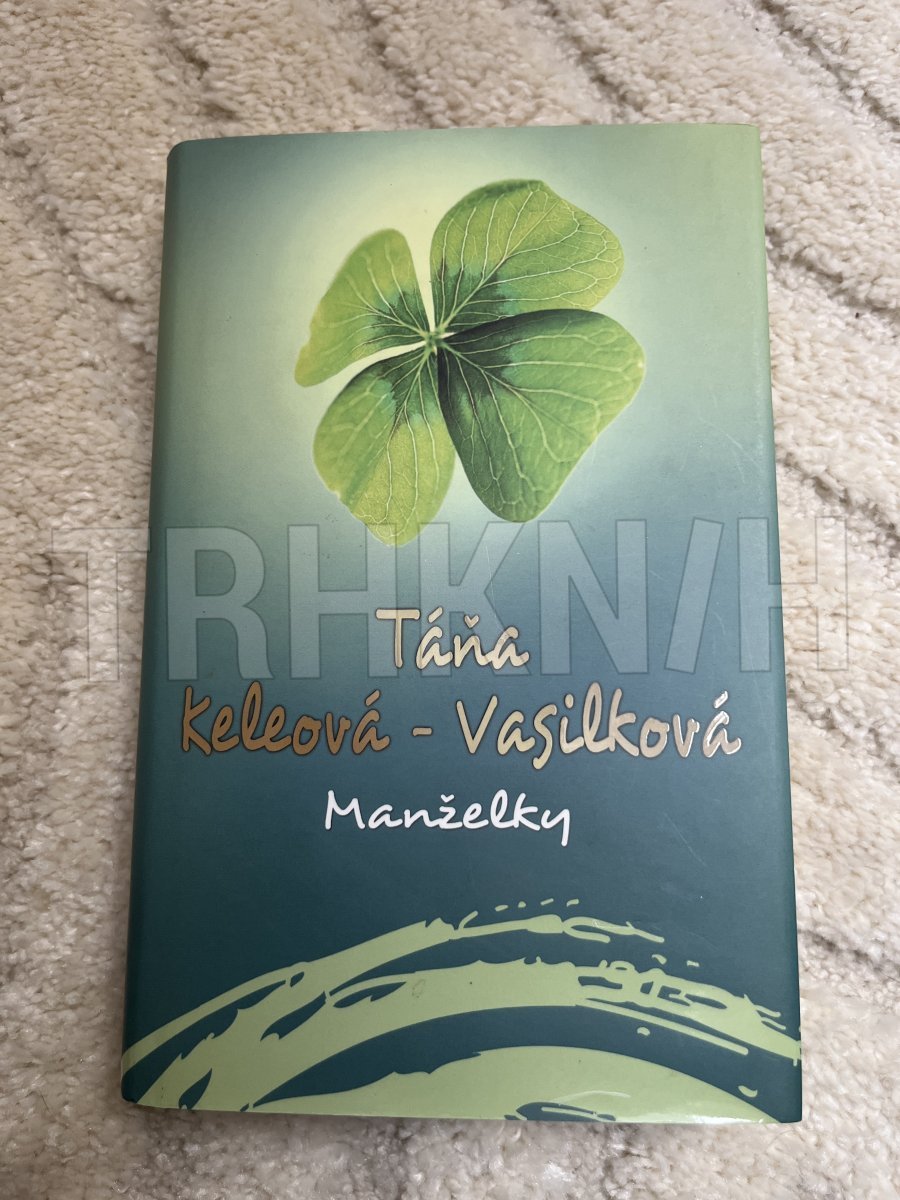 TRHKNIH
Táňa
Keleová - Vasilková
Manželky